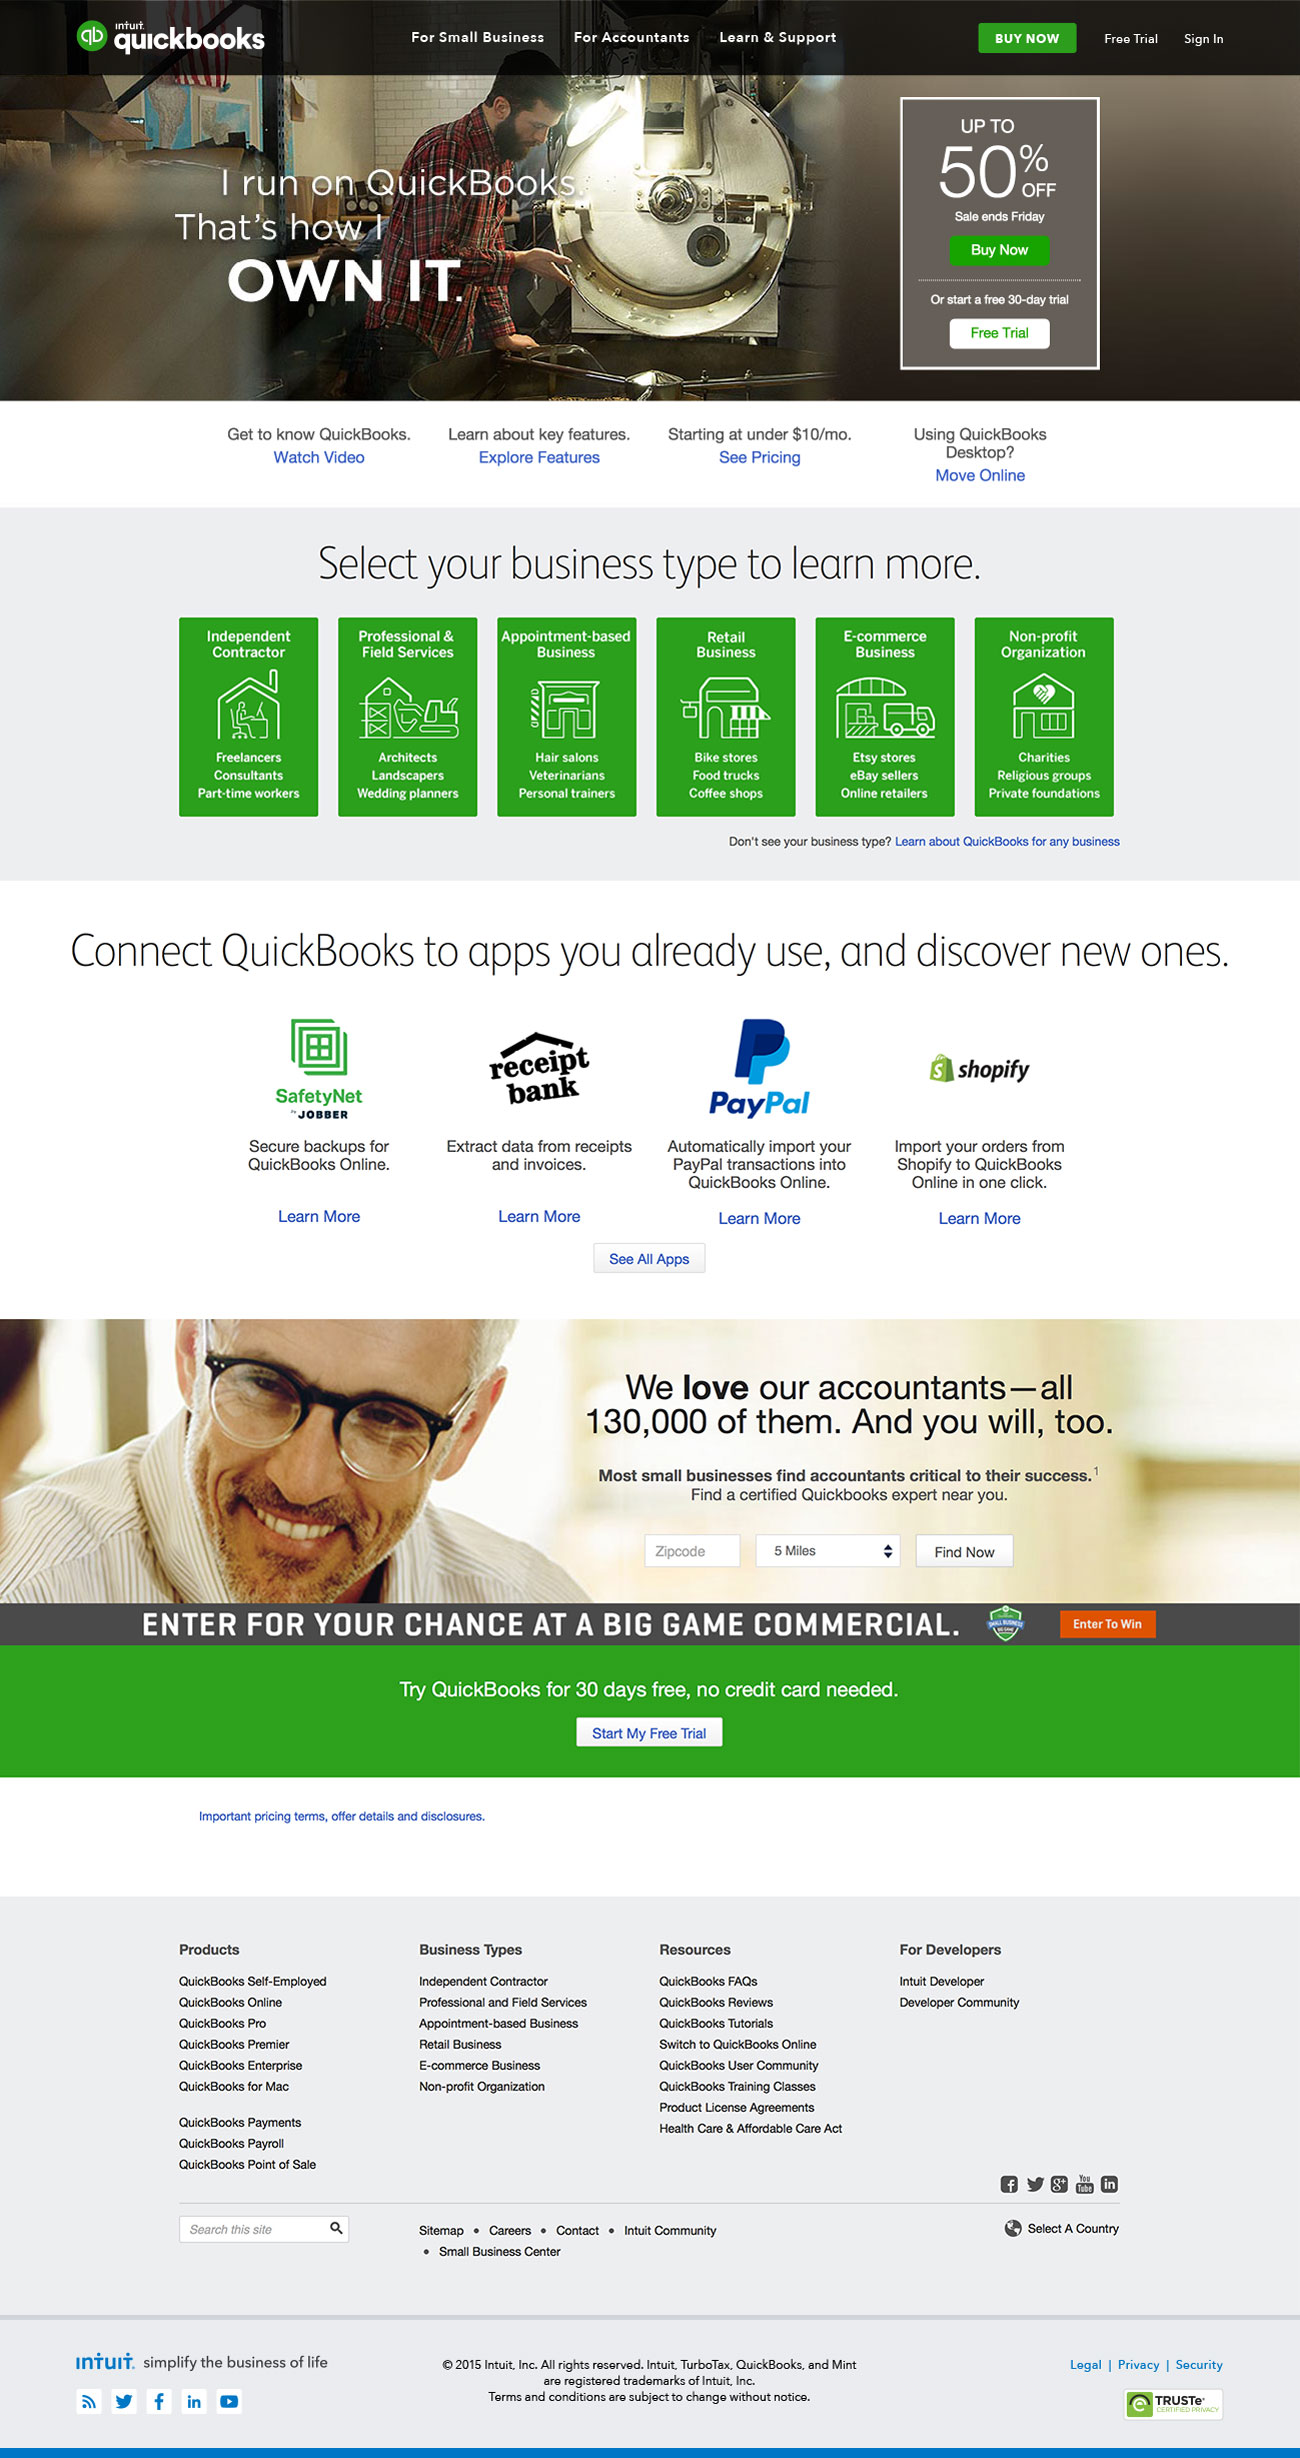 intuit
quickbooks
For Small Business
For Accountants
Learn & Support
BUY NOW
Free Trial
Sign In
I run on QuickBooks.
That's how I
OWN IT.
UP TO
50%
OFF
Sale ends Friday
Buy Now
Or start a free 30-day trial
Free Trial
Get to know QuickBooks.
Watch Video
Learn about key features.
Explore Features
Starting at under $10/mo.
See Pricing
Using QuickBooks
Desktop?
Move Online
Select your business type to learn more.
Independent
Contractor
Freelancers
Consultants
Part-time workers
Professional &
Field Services
Architects
Landscapers
Wedding planners
Appointment-based
Business
Hair salons
Veterinarians
Personal trainers
Retail
Business
Bike stores
Food trucks
Coffee shops
E-commerce
Business
Etsy stores
eBay sellers
Online retailers
Non-profit
Organization
Charities
Religious groups
Private foundations
Don't see your business type? Learn about QuickBooks for any business
Connect QuickBooks to apps you already use, and discover new ones.
SafetyNet
by JOBBER
Secure backups for
QuickBooks Online.
Learn More
receipt
bank
Extract data from receipts
and invoices.
Learn More
PayPal
Automatically import your
PayPal transactions into
QuickBooks Online.
Learn More
shopify
Import your orders from
Shopify to QuickBooks
Online in one click.
Learn More
See All Apps
We love our accountants—all
130,000 of them. And you will, too.
Most small businesses find accountants critical to their success.1
Find a certified Quickbooks expert near you.
Zipcode
5 Miles
Find Now
ENTER FOR YOUR CHANCE AT A BIG GAME COMMERCIAL.
SMALL BUSINESS
BIG GAME
Enter To Win
Try QuickBooks for 30 days free, no credit card needed.
Start My Free Trial
Important pricing terms, offer details and disclosures.
Products
QuickBooks Self-Employed
QuickBooks Online
QuickBooks Pro
QuickBooks Premier
QuickBooks Enterprise
QuickBooks for Mac
QuickBooks Payments
QuickBooks Payroll
QuickBooks Point of Sale
Business Types
Independent Contractor
Professional and Field Services
Appointment-based Business
Retail Business
E-commerce Business
Non-profit Organization
Resources
QuickBooks FAQs
QuickBooks Reviews
QuickBooks Tutorials
Switch to QuickBooks Online
QuickBooks User Community
QuickBooks Training Classes
Product License Agreements
Health Care & Affordable Care Act
For Developers
Intuit Developer
Developer Community
You
Tube
Search this site
Sitemap • Careers • Contact • Intuit Community
• Small Business Center
Select A Country
intuit. simplify the business of life
© 2015 Intuit, Inc. All rights reserved. Intuit, TurboTax, QuickBooks, and Mint
are registered trademarks of Intuit, Inc.
Terms and conditions are subject to change without notice.
Legal | Privacy | Security
TRUSTe
CERTIFIED PRIVACY